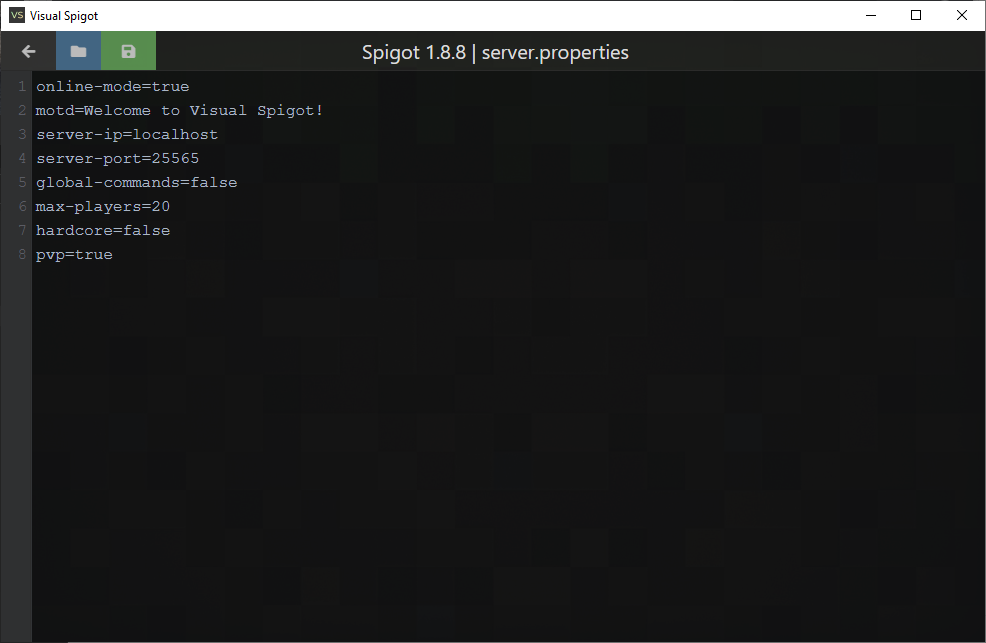 VS Visual Spigot
Spigot 1.8.8 | server.properties
1 online-mode=true
2 motd=Welcome to Visual Spigot!
3 server-ip=localhost
4 server-port=25565
5 global-commands=false
6 max-players=20
7 hardcore=false
8 pvp=true